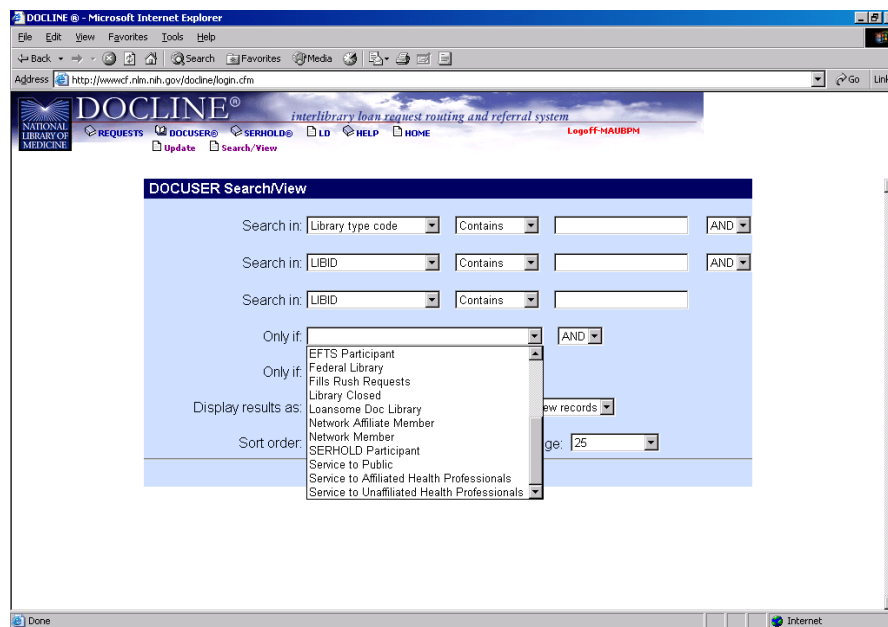 DOCLINE ® - Microsoft Internet Explorer
File Edit View Favorites Tools Help
Back Search Favorites Media
Address http://wwwcf.nlm.nih.gov/docline/login.cfm Go Link
DOCLINE®
interlibrary loan request routing and referral system
NATIONAL LIBRARY OF MEDICINE
REQUESTS DOCUSER® SERHOLD® LD HELP HOME Logoff-MAUBPM
Update Search/View
DOCUSER Search/View
Search in: Library type code Contains AND
Search in: LIBID Contains AND
Search in: LIBID Contains
Only if: AND
EFTS Participant
Federal Library
Only if:
Fills Rush Requests
Library Closed
Display results as: ew records
Loansome Doc Library
Network Affiliate Member
Network Member
Sort order: ge: 25
SERHOLD Participant
Service to Public
Service to Affiliated Health Professionals
Service to Unaffiliated Health Professionals
Done Internet